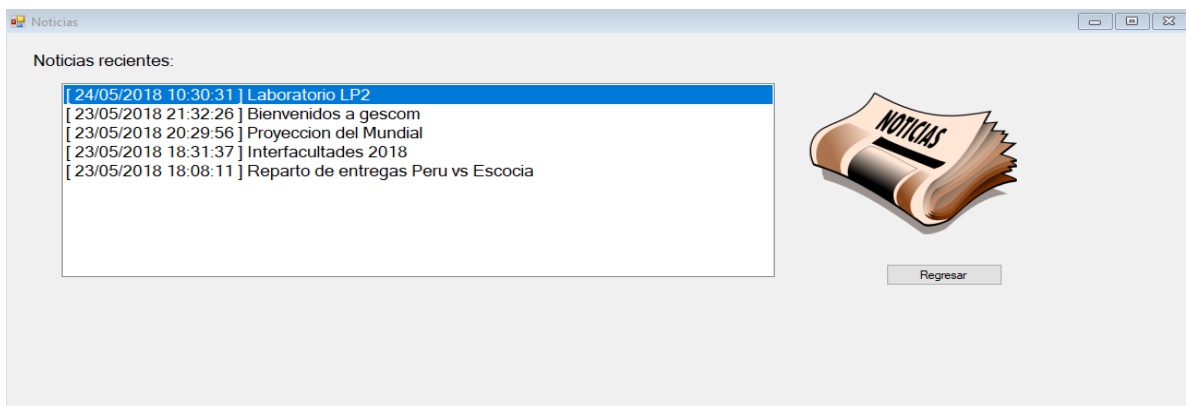 Noticias
Noticias recientes:
[ 24/05/2018 10:30:31 ] Laboratorio LP2
[ 23/05/2018 21:32:26 ] Bienvenidos a gescom
[ 23/05/2018 20:29:56 ] Proyeccion del Mundial
[ 23/05/2018 18:31:37 ] Interfacultades 2018
[ 23/05/2018 18:08:11 ] Reparto de entregas Peru vs Escocia
NOTICIAS
Regresar